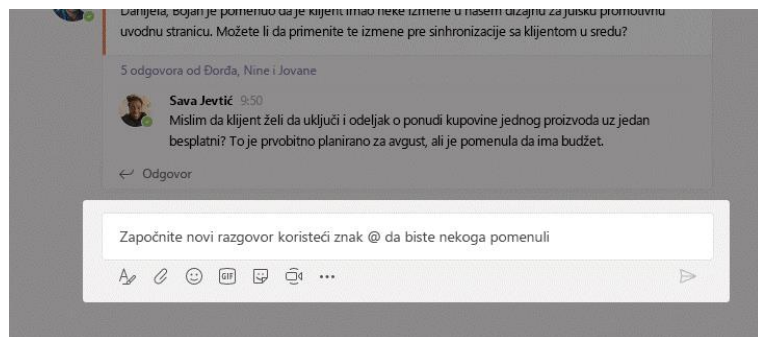 Danijela, Bojan je pomenuo da je klijent imao neke izmene u našem dizajnu za julsku promotivnu
uvodnu stranicu. Možete li da primenite te izmene pre sinhronizacije sa klijentom u sredu?
5 odgovora od Đorđa, Nine i Jovane
Sava Jevtić 9:50
Mislim da klijent želi da uključi i odeljak o ponudi kupovine jednog proizvoda uz jedan
besplatni? To je prvobitno planirano za avgust, ali je pomenula da ima budžet.
Odgovor
Započnite novi razgovor koristeći znak @ da biste nekoga pomenuli
GIF